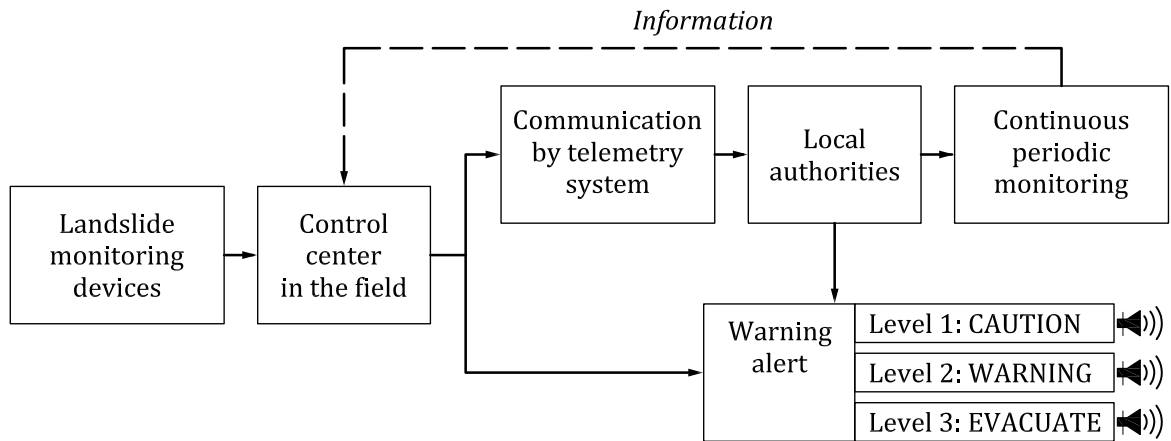 Information
Landslide
monitoring
devices
Control
center
in the field
Communication
by telemetry
system
Local
authorities
Continuous
periodic
monitoring
Warning
alert
Level 1: CAUTION
Level 2: WARNING
Level 3: EVACUATE